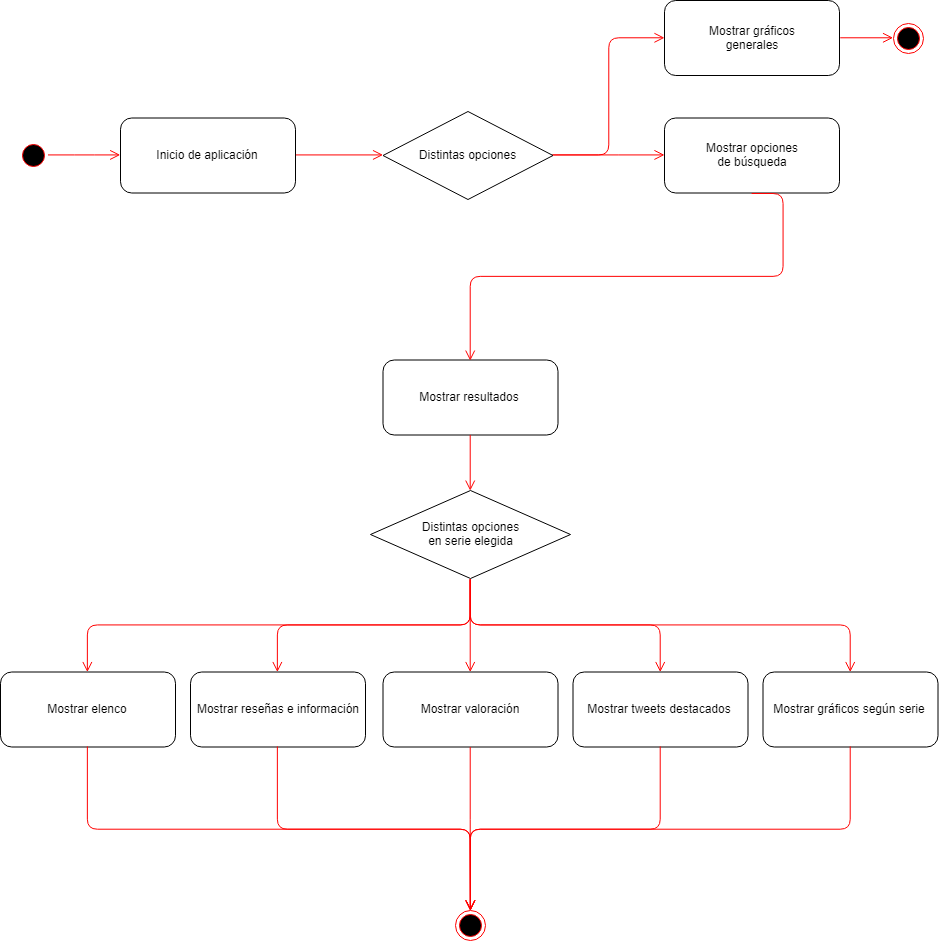 Mostrar gráficos
generales
Inicio de aplicación
Distintas opciones
Mostrar opciones
de búsqueda
Mostrar resultados
Distintas opciones
en serie elegida
Mostrar elenco
Mostrar reseñas e información
Mostrar valoración
Mostrar tweets destacados
Mostrar gráficos según serie